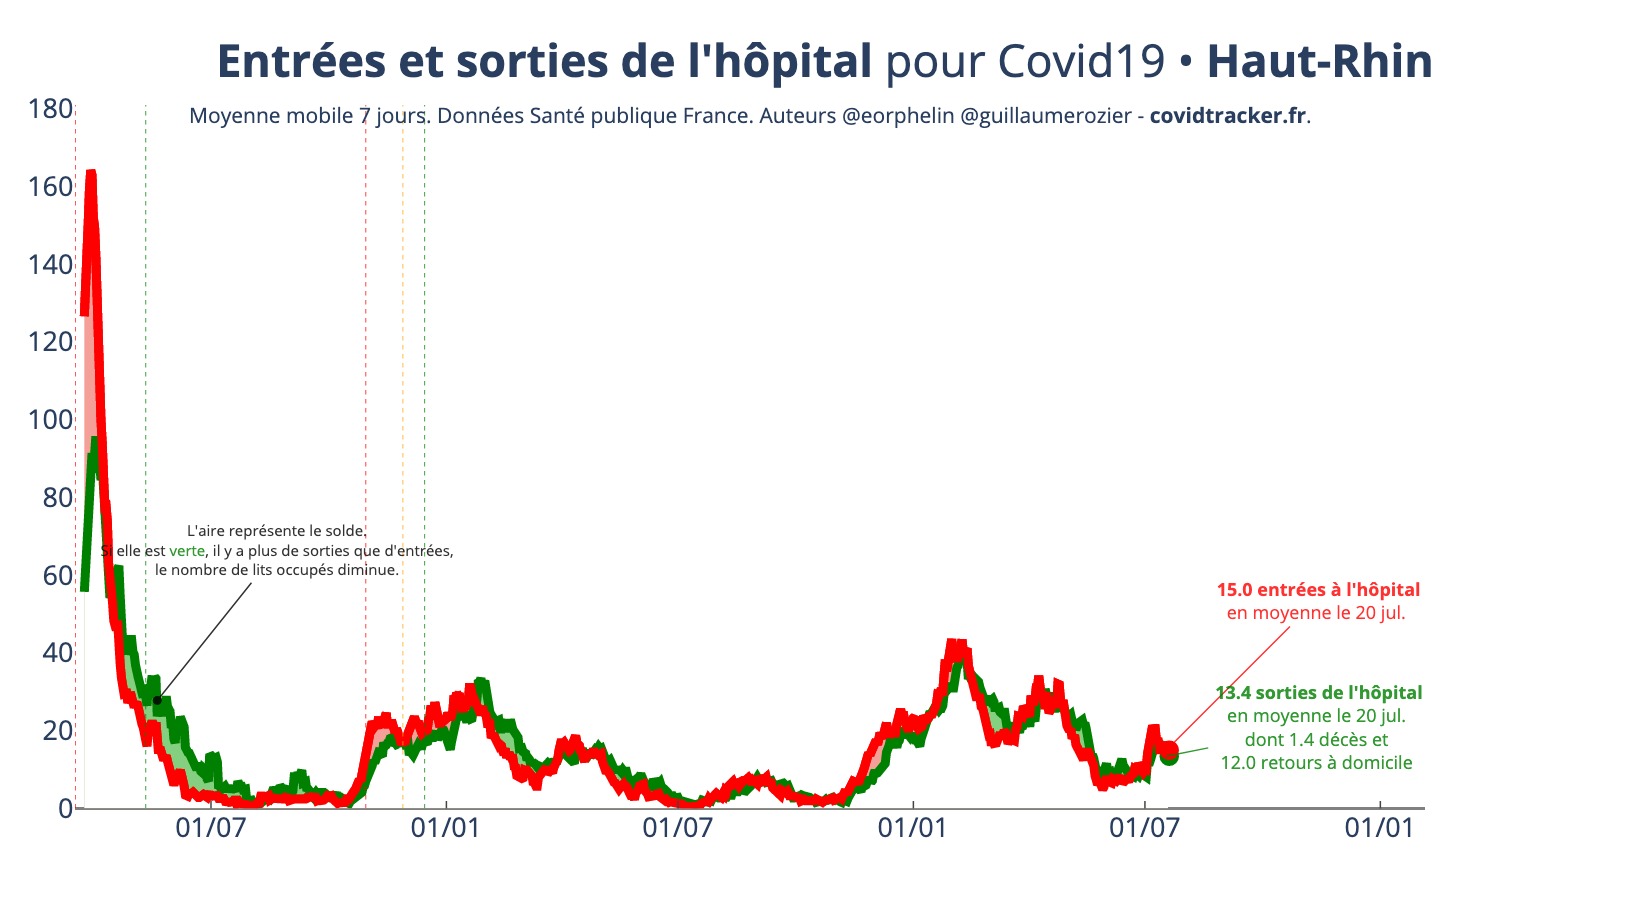 Entrées et sorties de l'hôpital pour Covid19 • Haut-Rhin
Moyenne mobile 7 jours. Données Santé publique France. Auteurs @eorphelin @guillaumerozier - covidtracker.fr.
180
160
140
120
100
80
60
40
20
0
L'aire représente le solde.
Si elle est verte, il y a plus de sorties que d'entrées,
le nombre de lits occupés diminue.
15.0 entrées à l'hôpital
en moyenne le 20 jul.
13.4 sorties de l'hôpital
en moyenne le 20 jul.
dont 1.4 décès et
12.0 retours à domicile
01/07
01/01
01/07
01/01
01/07
01/01